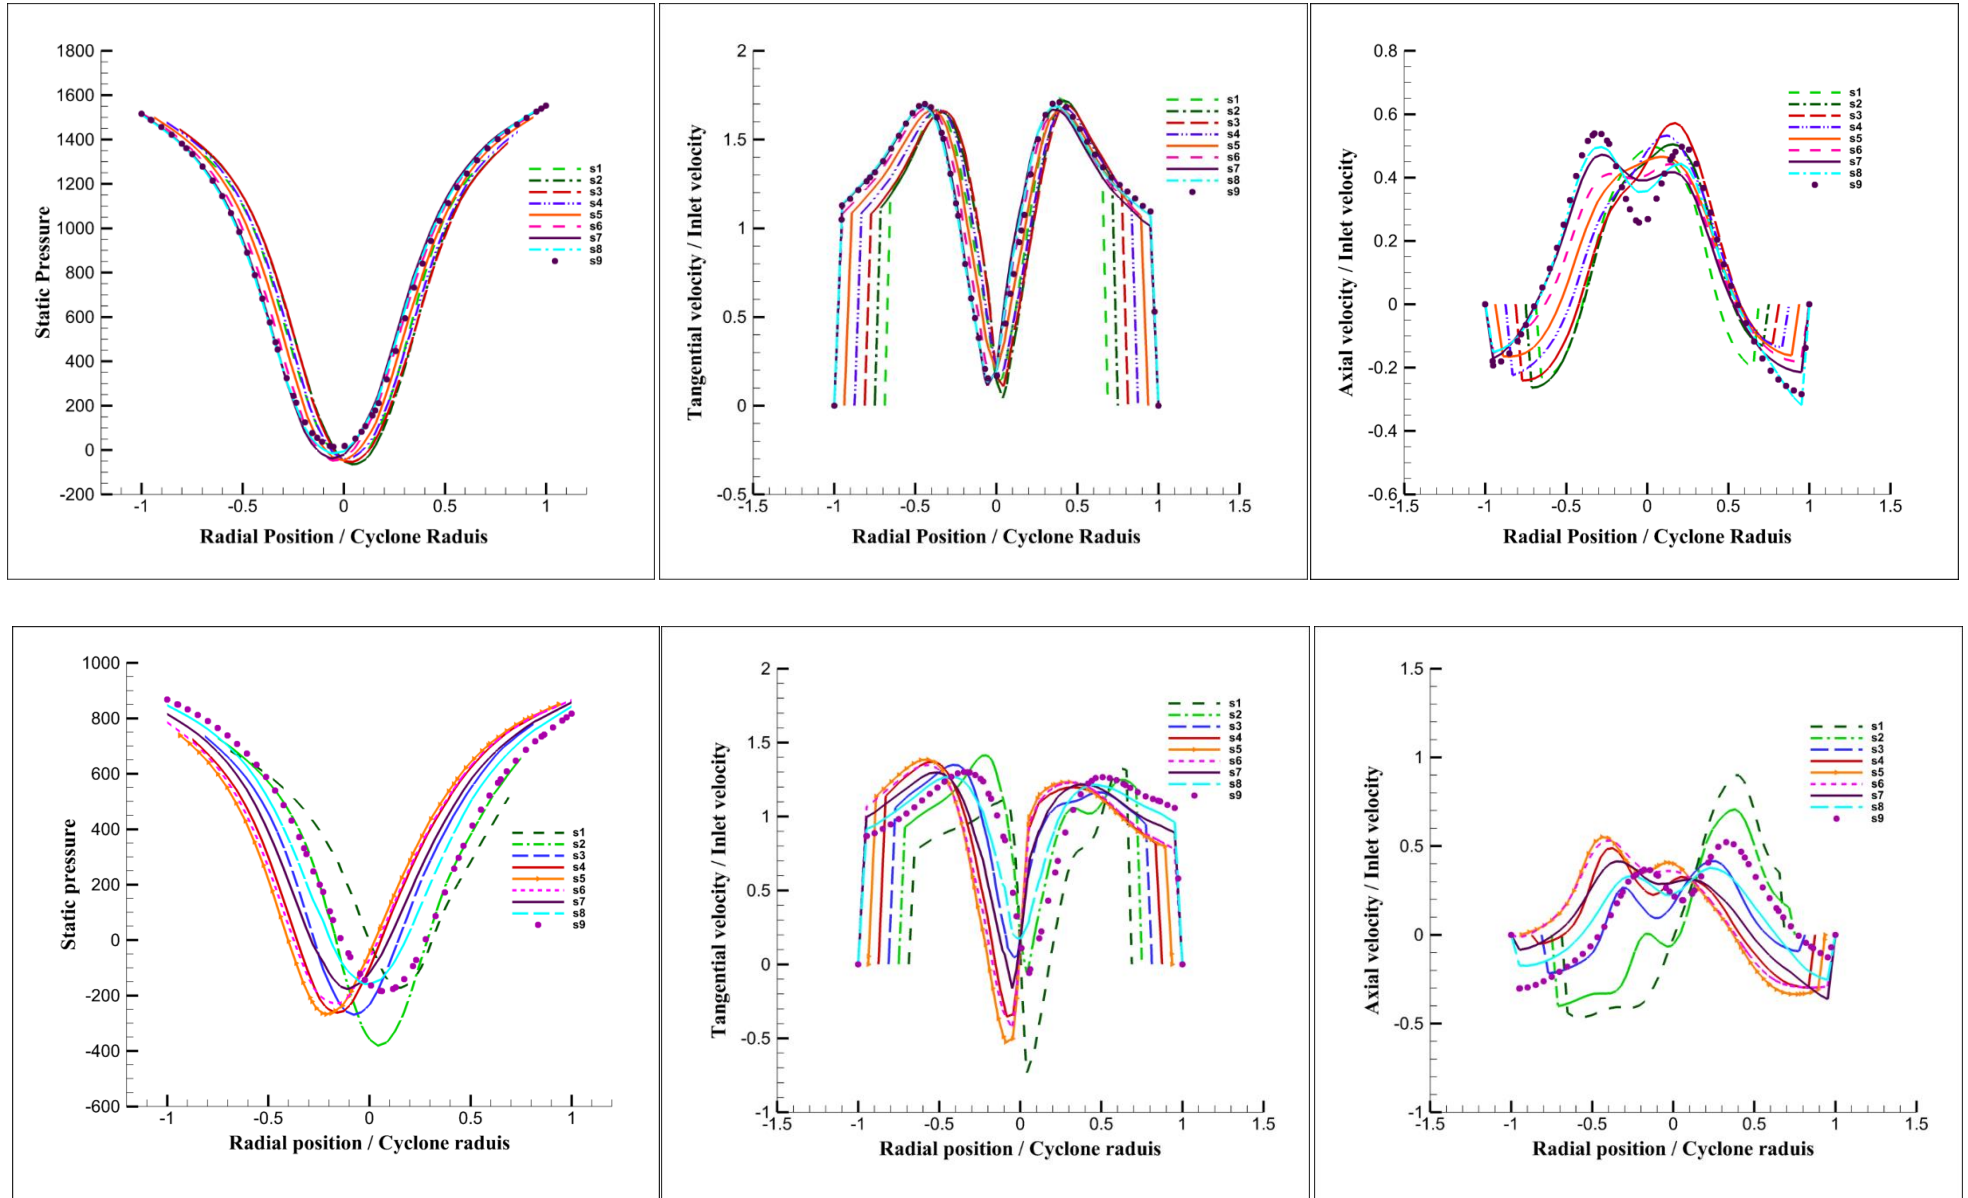 1800
1600
1400
1200
1000
800
600
400
200
0
-200
-1
-0.5
0
0.5
1
Static Pressure
Radial Position / Cyclone Raduis
s1
s2
s3
s4
s5
s6
s7
s8
s9
2
1.5
1
0.5
0
-0.5
-1.5
-1
-0.5
0
0.5
1
1.5
Tangential velocity / Inlet velocity
Radial Position / Cyclone Raduis
s1
s2
s3
s4
s5
s6
s7
s8
s9
0.8
0.6
0.4
0.2
0
-0.2
-0.4
-0.6
-1.5
-1
-0.5
0
0.5
1
1.5
Axial velocity / Inlet velocity
Radial Position / Cyclone Raduis
s1
s2
s3
s4
s5
s6
s7
s8
s9
1000
800
600
400
200
0
-200
-400
-600
-1
-0.5
0
0.5
1
Static pressure
Radial position / Cyclone raduis
s1
s2
s3
s4
s5
s6
s7
s8
s9
2
1.5
1
0.5
0
-0.5
-1
-1.5
-1
-0.5
0
0.5
1
1.5
Tangential velocity / Inlet velocity
Radial position / Cyclone raduis
s1
s2
s3
s4
s5
s6
s7
s8
s9
1.5
1
0.5
0
-0.5
-1
-1.5
-1
-0.5
0
0.5
1
1.5
Axial velocity / Inlet velocity
Radial position / Cyclone raduis
s1
s2
s3
s4
s5
s6
s7
s8
s9